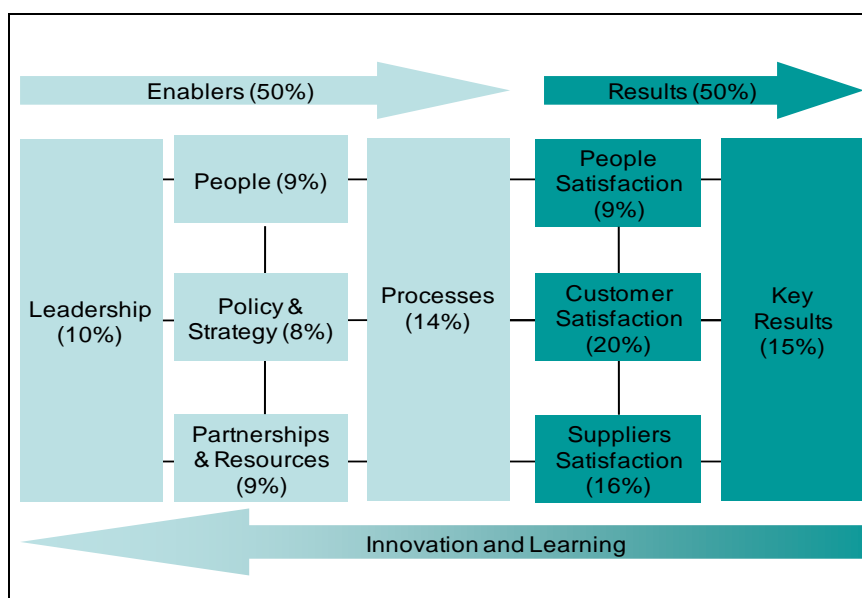 Enablers (50%)
Results (50%)
Leadership
(10%)
People (9%)
Policy &
Strategy (8%)
Partnerships
& Resources
(9%)
Processes
(14%)
People
Satisfaction
(9%)
Customer
Satisfaction
(20%)
Suppliers
Satisfaction
(16%)
Key
Results
(15%)
Innovation and Learning